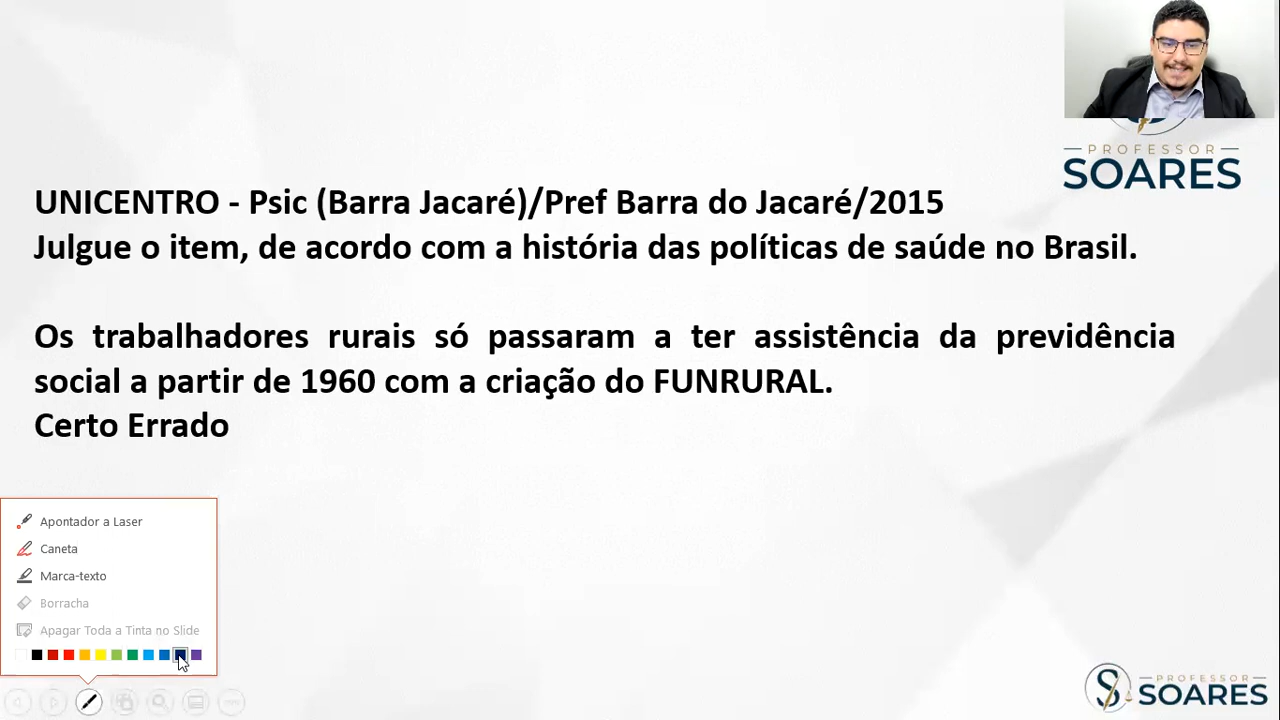 PROFESSOR
SOARES
UNICENTRO - Psic (Barra Jacaré)/Pref Barra do Jacaré/2015
Julgue o item, de acordo com a história das políticas de saúde no Brasil.
Os trabalhadores rurais só passaram a ter assistência da previdência
social a partir de 1960 com a criação do FUNRURAL.
Certo Errado
Apontador a Laser
Caneta
Marca-texto
Borracha
Apagar Toda a Tinta no Slide
PROFESSOR
SOARES